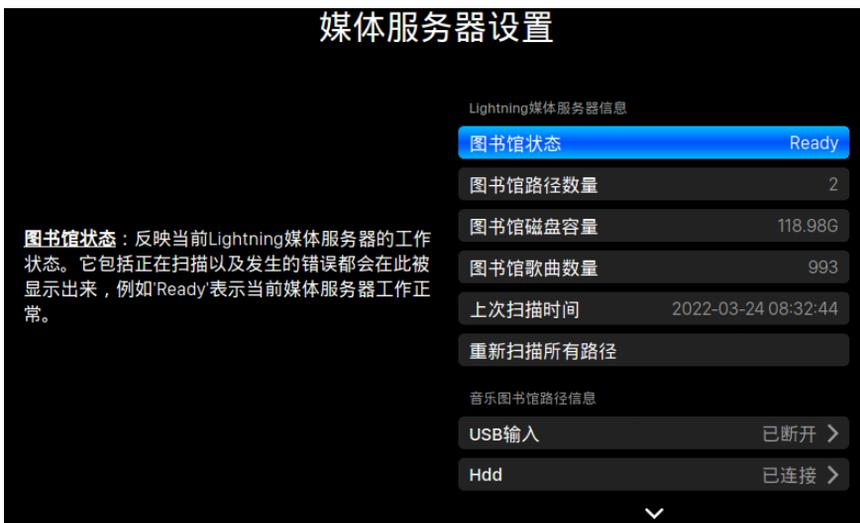 媒体服务器设置
Lightning媒体服务器信息
图书馆状态 Ready
图书馆路径数量 2
图书馆磁盘容量 118.98G
图书馆歌曲数量 993
上次扫描时间 2022-03-24 08:32:44
重新扫描所有路径
音乐图书馆路径信息
USB输入 已断开
Hdd 已连接
图书馆状态：反映当前Lightning媒体服务器的工作
状态。它包括正在扫描以及发生的错误都会在此被
显示出来，例如'Ready'表示当前媒体服务器工作正
常。